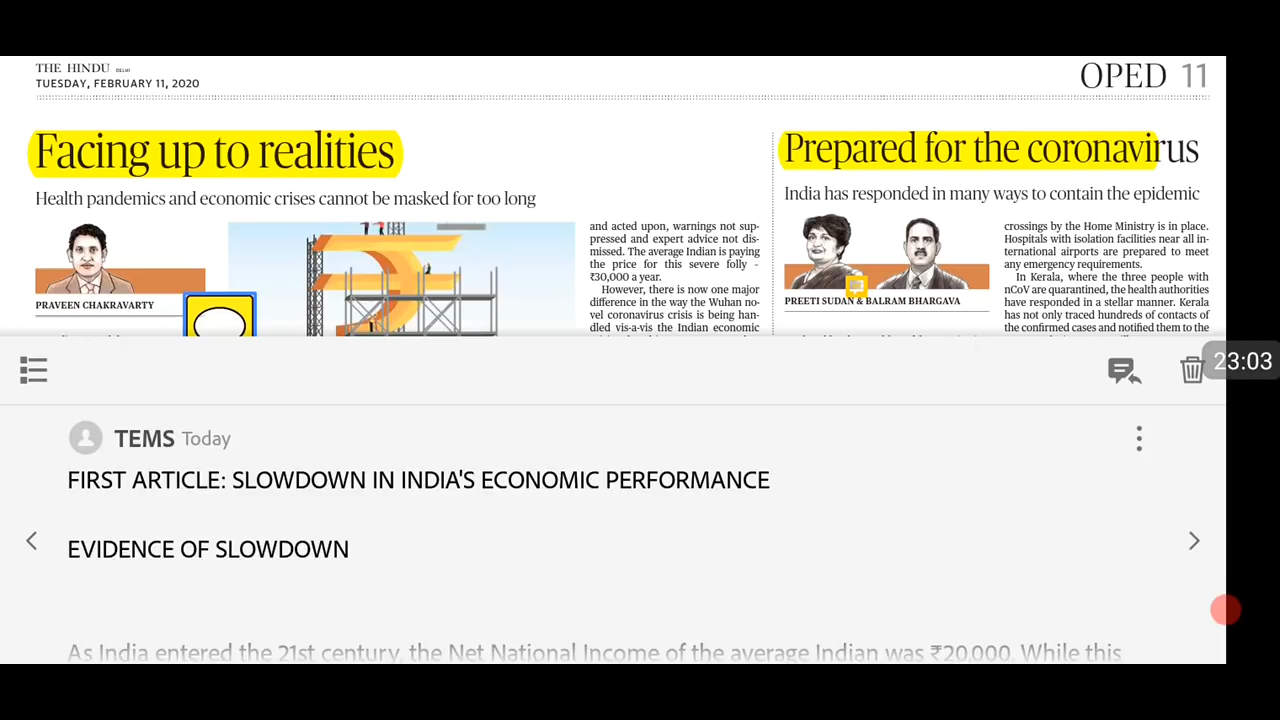 THE HINDU DELHI
TUESDAY, FEBRUARY 11, 2020
OPED 11
Facing up to realities
Health pandemics and economic crises cannot be masked for too long
PRAVEEN CHAKRAVARTY
and acted upon, warnings not sup-
pressed and expert advice not dis-
missed. The average Indian is paying
the price for this severe folly –
₹30,000 a year.
However, there is now one major
difference in the way the Wuhan no-
vel coronavirus crisis is being han-
dled vis-a-vis the Indian economic
Prepared for the coronavirus
India has responded in many ways to contain the epidemic
PREETI SUDAN & BALRAM BHARGAVA
crossings by the Home Ministry is in place.
Hospitals with isolation facilities near all in-
ternational airports are prepared to meet
any emergency requirements.
In Kerala, where the three people with
nCoV are quarantined, the health authorities
have responded in a stellar manner. Kerala
has not only traced hundreds of contacts of
the confirmed cases and notified them to the
23:03
TEMS Today
FIRST ARTICLE: SLOWDOWN IN INDIA'S ECONOMIC PERFORMANCE
EVIDENCE OF SLOWDOWN
As India entered the 21st century, the Net National Income of the average Indian was ₹20,000. While this